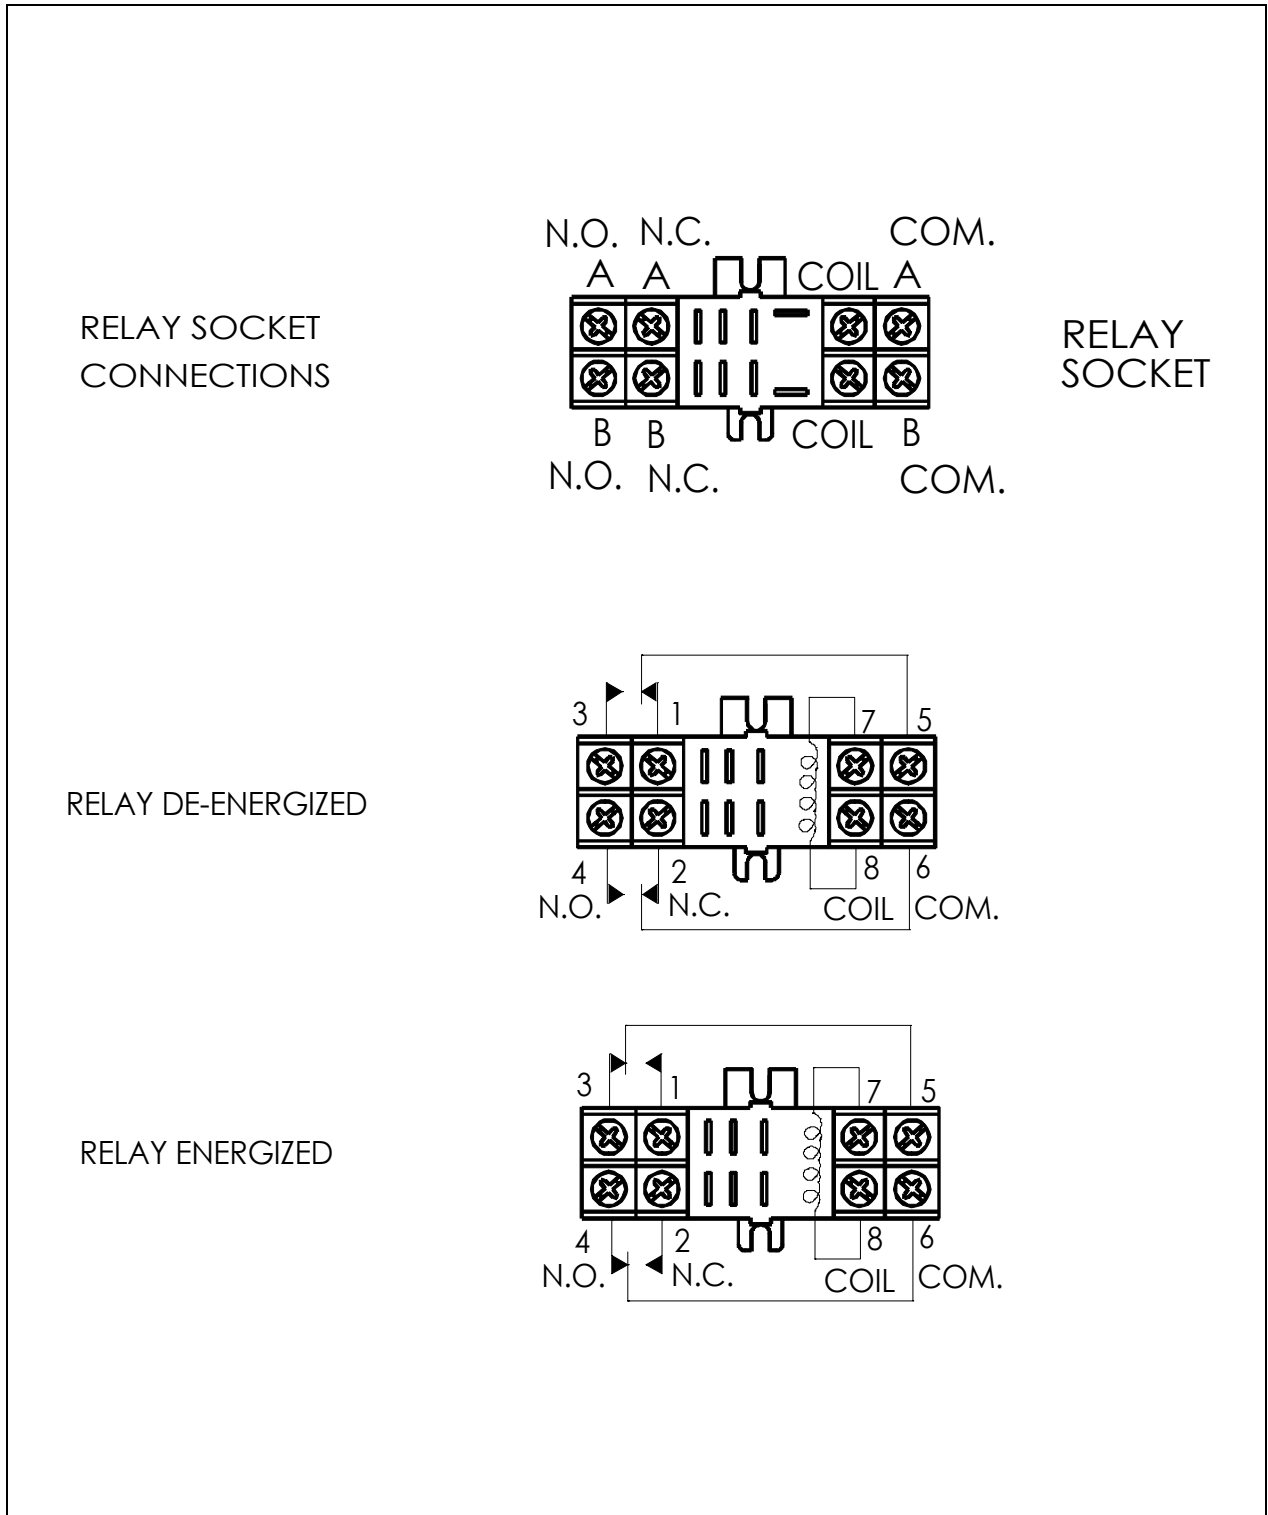 N.O. N.C. COM.
A A COIL A
RELAY SOCKET
CONNECTIONS
RELAY
SOCKET
B B COIL B
N.O. N.C. COM.
3 1 7 5
RELAY DE-ENERGIZED
4 2 8 6
N.O. N.C. COIL COM.
3 1 7 5
RELAY ENERGIZED
4 2 8 6
N.O. N.C. COIL COM.